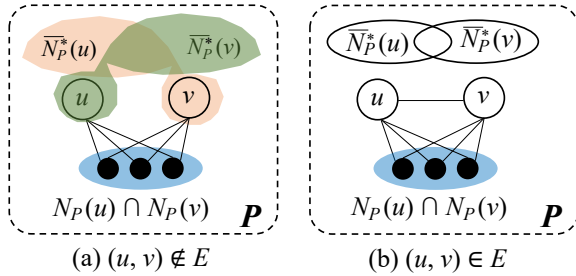 N̅*P(u) N̅*P(v)
u v
NP(u) ∩ NP(v) P
(a) (u, v) ∉ E
N̅*P(u) N̅*P(v)
u v
NP(u) ∩ NP(v) P
(b) (u, v) ∈ E